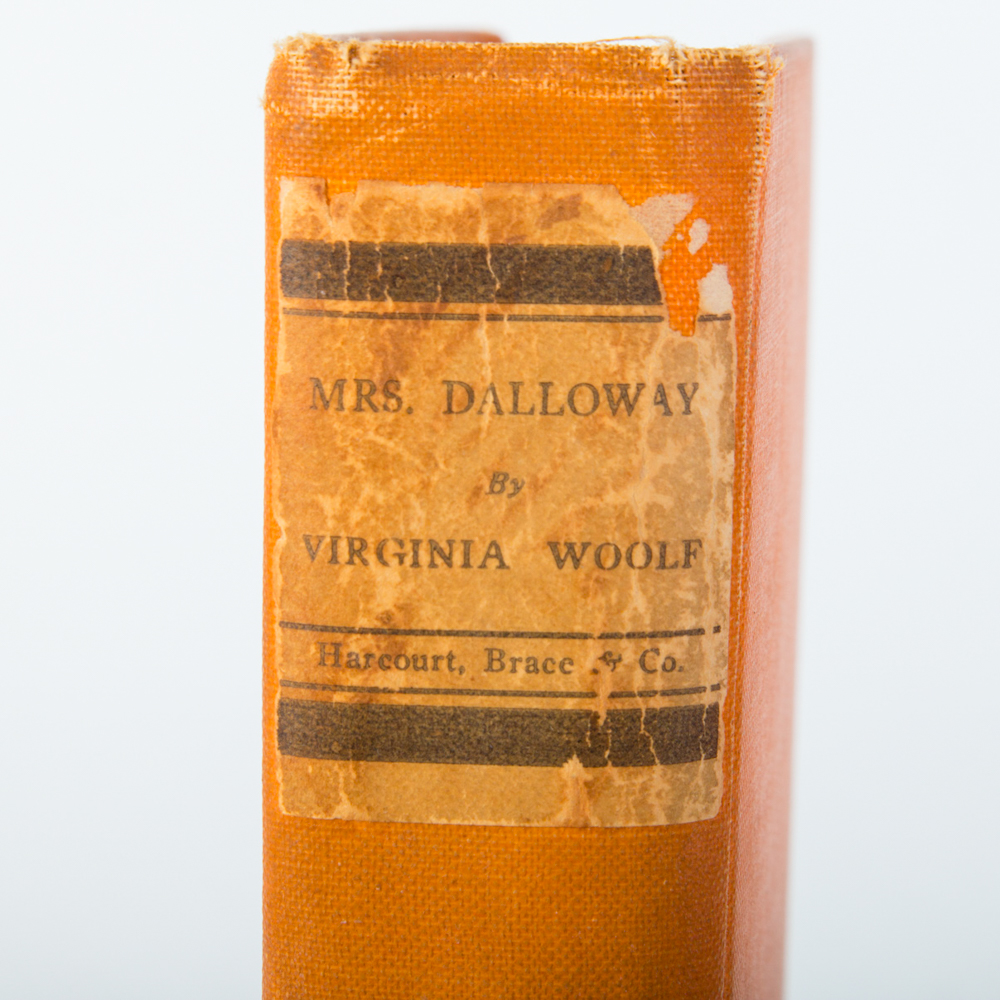 MRS. DALLOWAY
By
VIRGINIA WOOLF
Harcourt, Brace & Co.